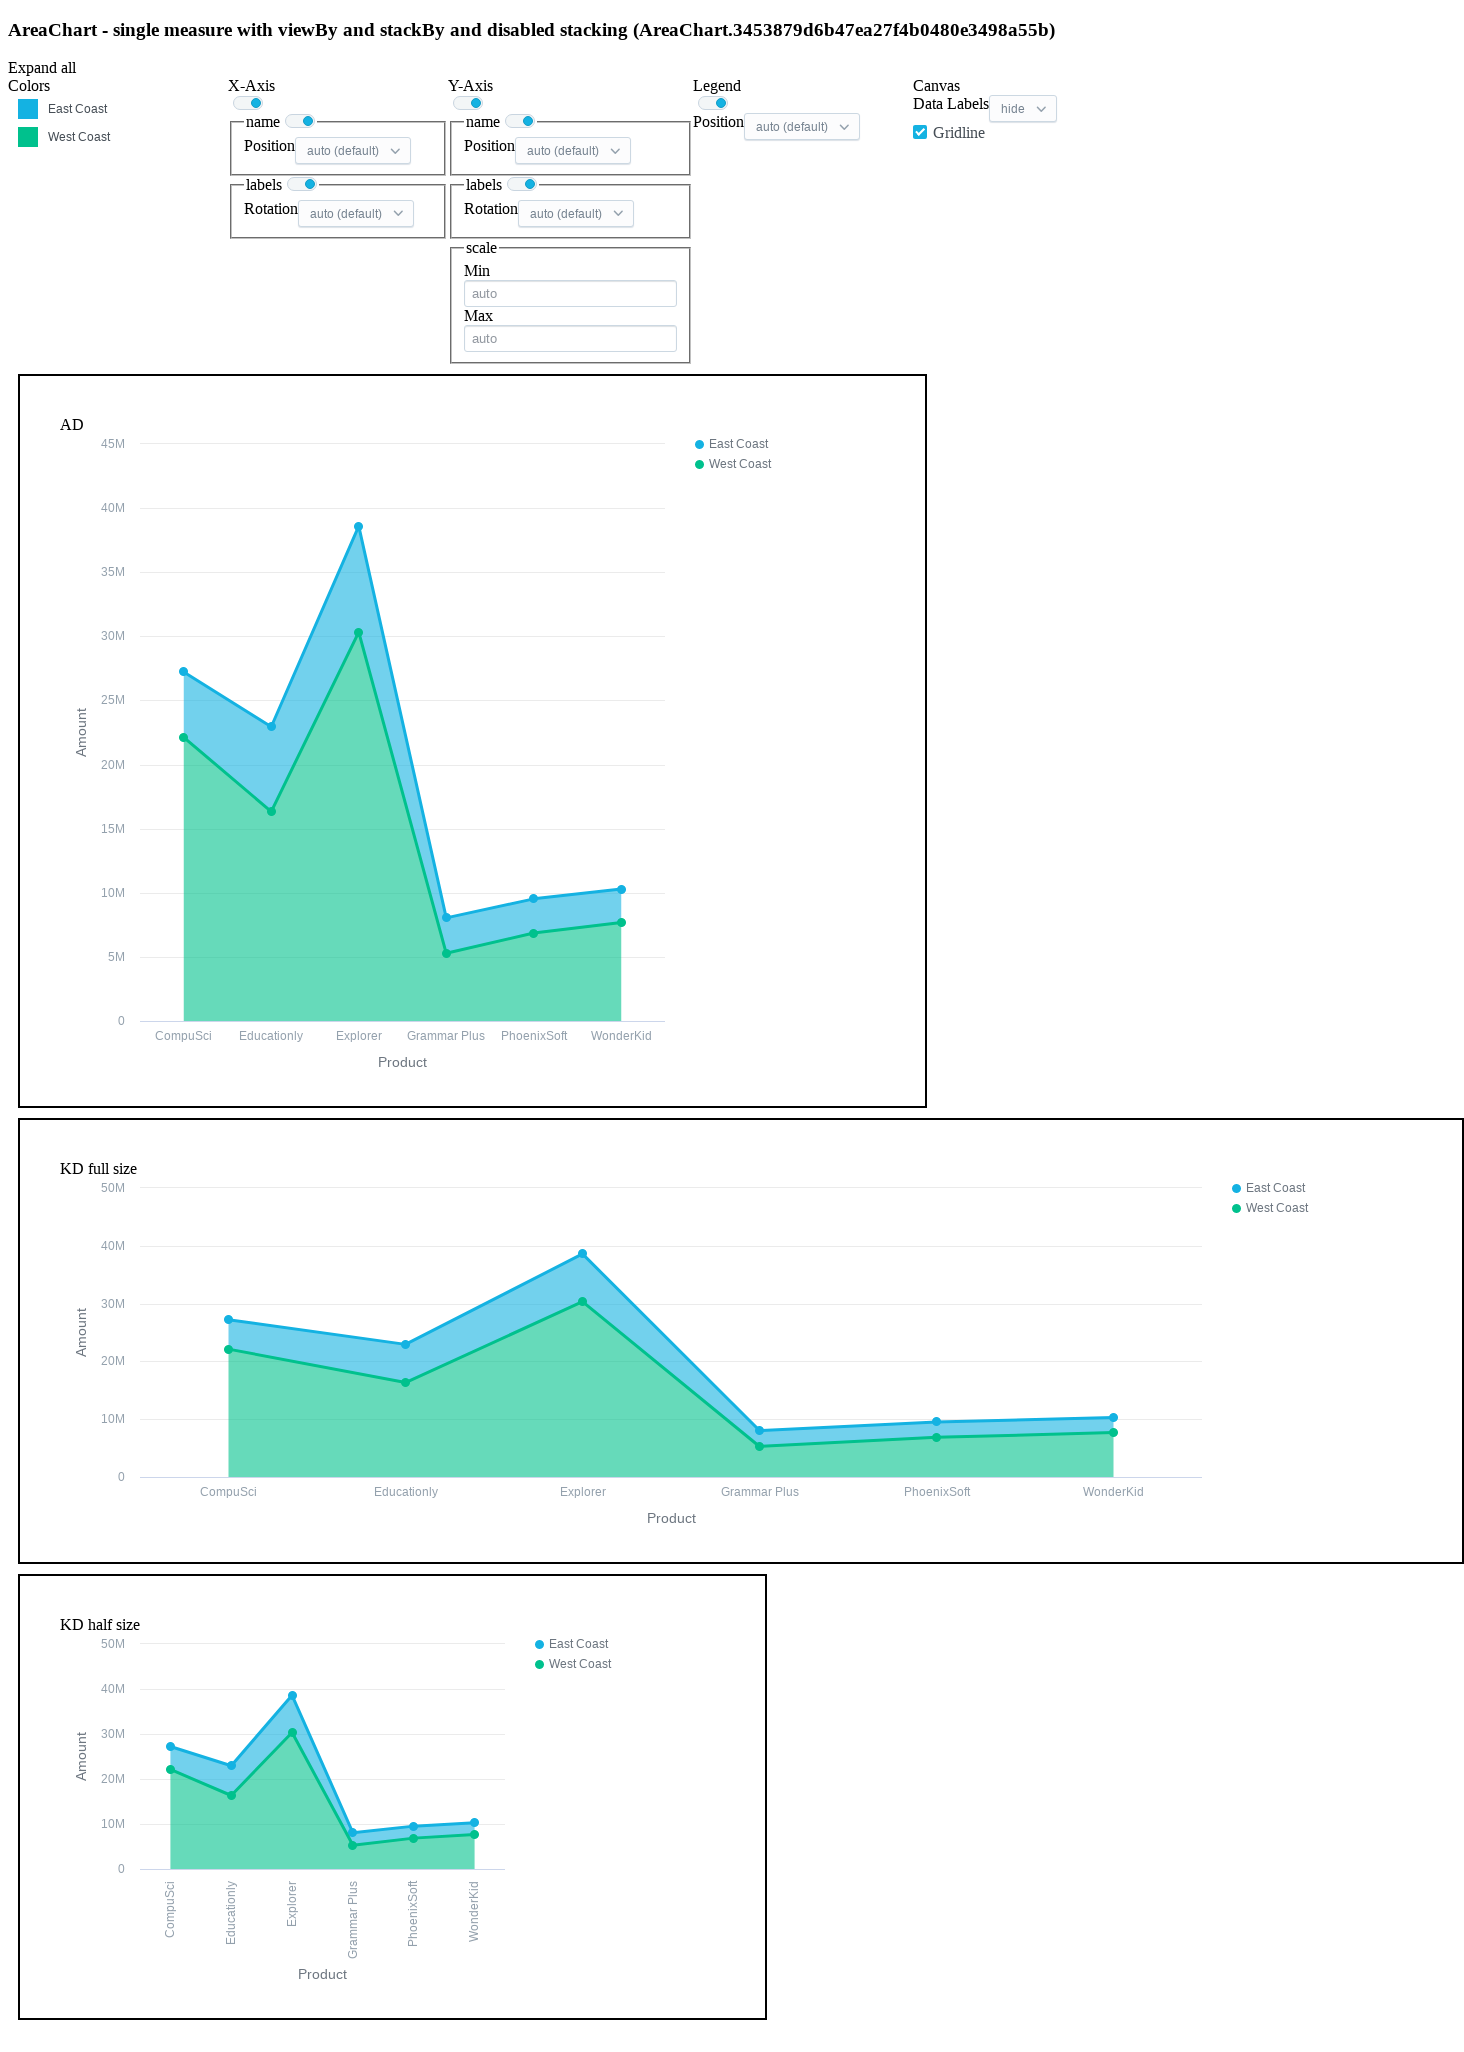 AreaChart - single measure with viewBy and stackBy and disabled stacking (AreaChart.3453879d6b47ea27f4b0480e3498a55b)
Expand all
Colors
East Coast
West Coast
X-Axis
name
Position auto (default)
labels
Rotation auto (default)
Y-Axis
name
Position auto (default)
labels
Rotation auto (default)
scale
Min
auto
Max
auto
Legend
Position auto (default)
Canvas
Data Labels hide
Gridline
AD
45M
40M
35M
30M
25M
20M
15M
10M
5M
0
Amount
CompuSci Educationly Explorer Grammar Plus PhoenixSoft WonderKid
Product
East Coast
West Coast
KD full size
50M
40M
30M
20M
10M
0
Amount
CompuSci Educationly Explorer Grammar Plus PhoenixSoft WonderKid
Product
East Coast
West Coast
KD half size
50M
40M
30M
20M
10M
0
Amount
CompuSci
Educationly
Explorer
Grammar Plus
PhoenixSoft
WonderKid
Product
East Coast
West Coast